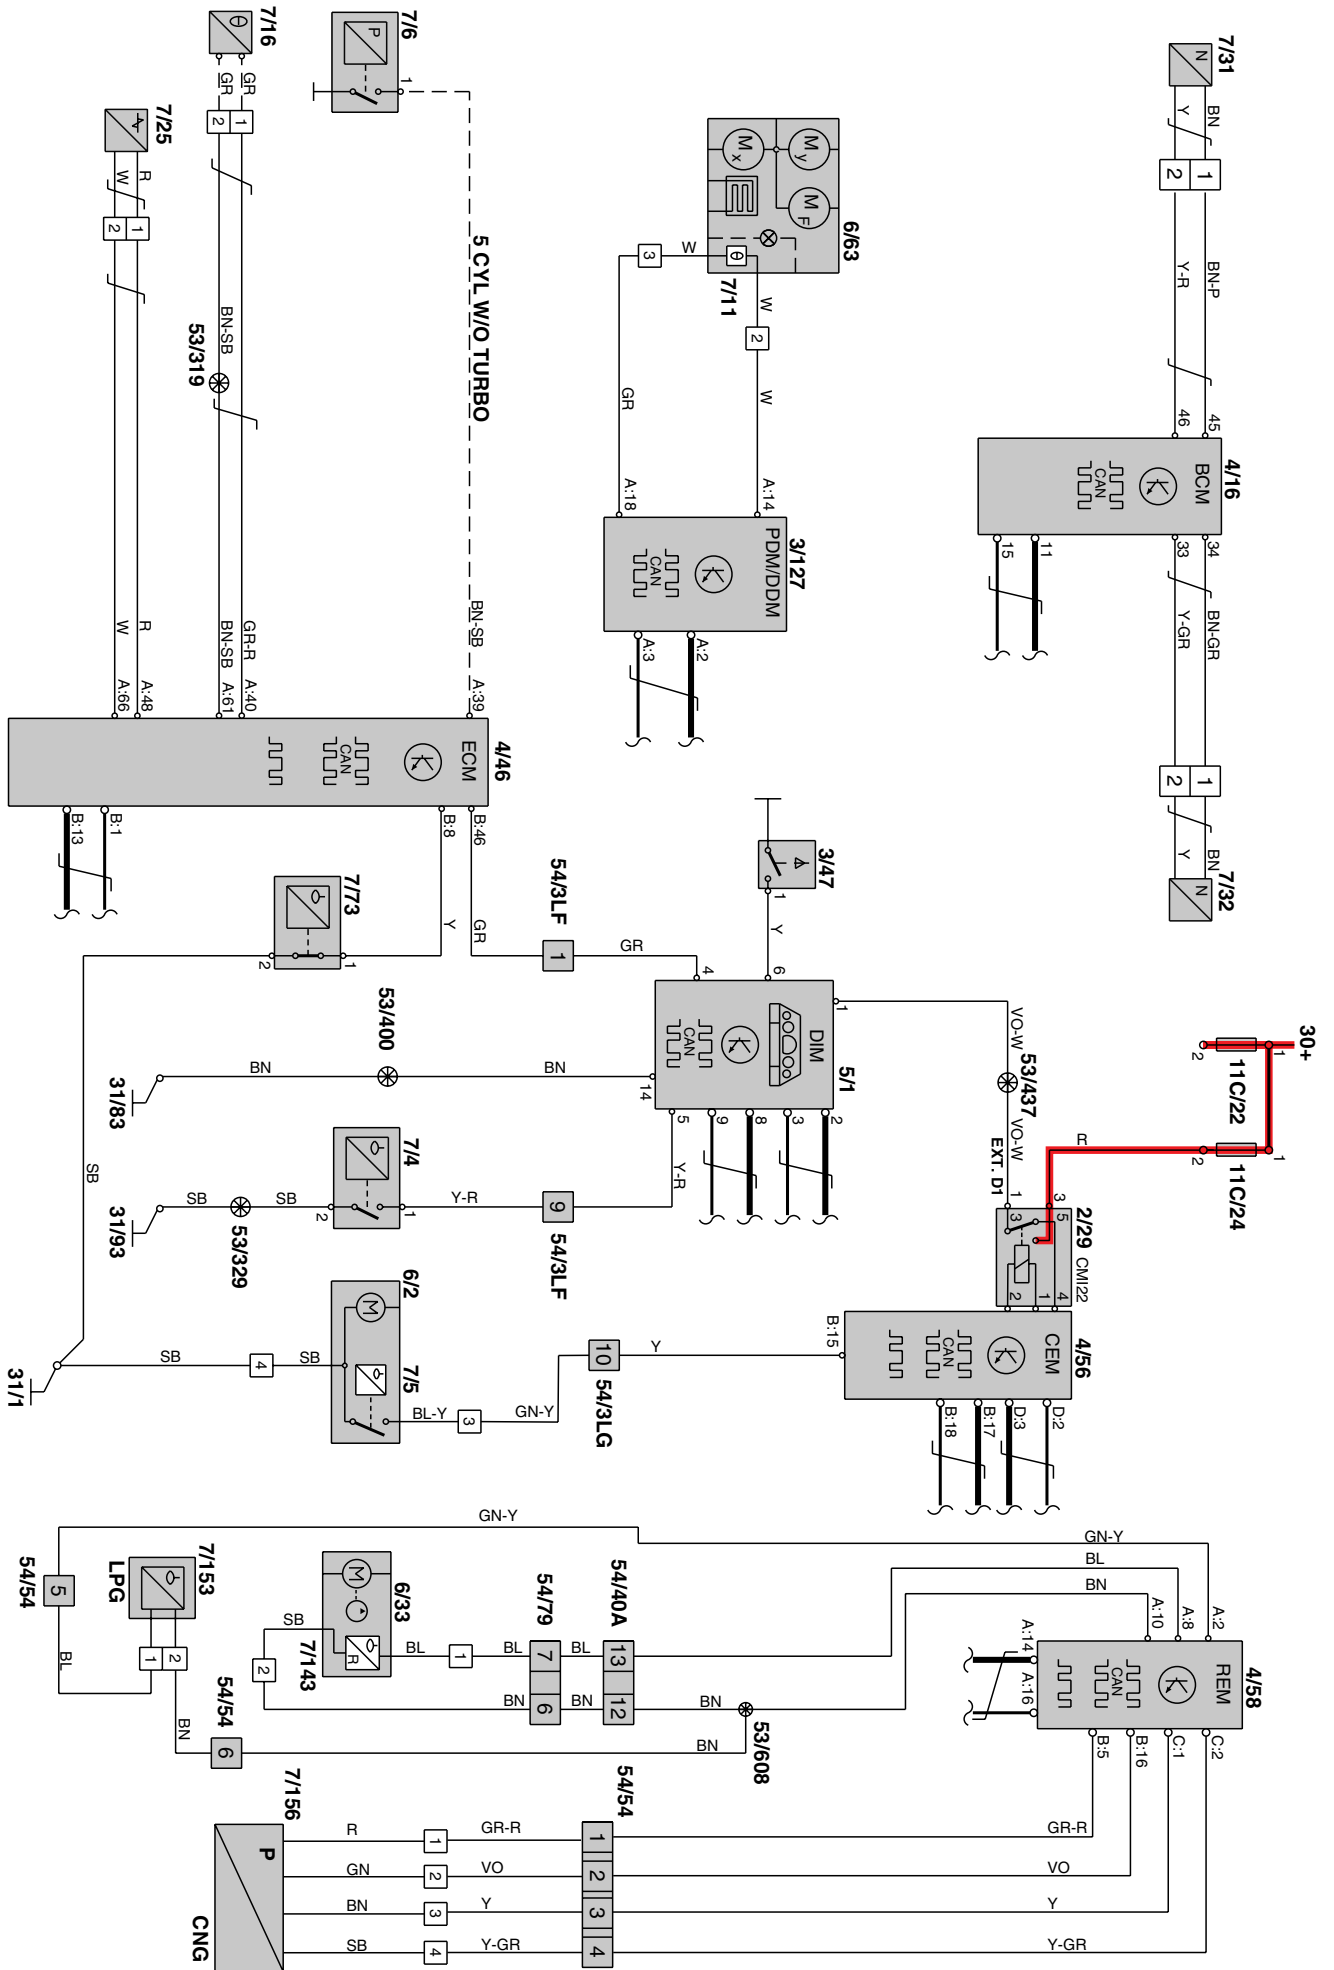 7/31
N
BN
Y
1
2
BN-P
Y-R
45
46
4/16
BCM
CAN
34
33
11
15
BN-GR
Y-GR
1
2
BN
Y
7/32
N
6/63
M y
M x
M F
θ
7/11
W
3
W
2
W
GR
A:14
A:18
3/127
PDM/DDM
CAN
A:2
A:3
7/6
P
1
5 CYL W/O TURBO
BN-SB
A:39
7/16
θ
GR
GR
1
2
BN-SB
53/319
GR-R
BN-SB
A:40
A:61
7/25
R
W
1
2
R
W
A:48
A:66
4/46
ECM
CAN
B:46
B:8
B:1
B:13
GR
Y
54/3LF
1
GR
7/73
1
2
SB
3/47
1
Y
6
4
1
5/1
DIM
CAN
2
3
8
9
5
14
BN
53/400
BN
31/83
Y-R
54/3LF
9
Y-R
7/4
1
2
SB
53/329
SB
31/93
30+
1
11C/22
2
1
11C/24
2
R
VO-W
53/437
VO-W
EXT. D1
1
3
2/29
CMI22
5
3
4
1
2
4/56
CEM
CAN
D:2
D:3
B:17
B:18
B:15
Y
10
54/3LG
GN-Y
3
BL-Y
6/2
M
7/5
SB
4
SB
31/1
4/58
REM
CAN
A:2
A:8
A:10
A:14
A:16
C:2
C:1
B:16
B:5
GN-Y
BL
BN
GN-Y
54/54
5
BL
7/153
LPG
2
1
BN
54/54
6
BN
53/608
BN
54/40A
13
12
BL
BN
54/79
7
6
BL
BN
1
BL
6/33
M
R
7/143
SB
2
GR-R
VO
Y
Y-GR
54/54
1
2
3
4
GR-R
VO
Y
Y-GR
1
2
3
4
R
GN
BN
SB
7/156
P
CNG